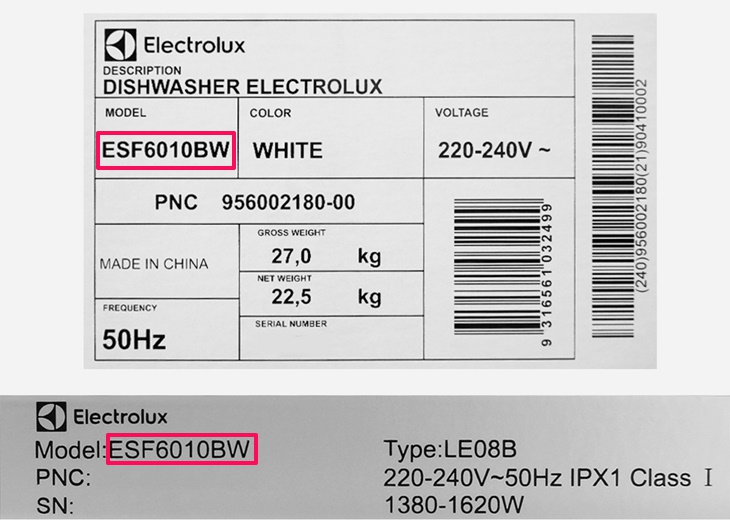 Electrolux
DESCRIPTION
DISHWASHER ELECTROLUX
MODEL
ESF6010BW
COLOR
WHITE
VOLTAGE
220-240V ~
PNC 956002180-00
MADE IN CHINA
GROSS WEIGHT
27,0 kg
NET WEIGHT
22,5 kg
FREQUENCY
50Hz
SERIAL NUMBER
9 316561 032499
(240)956002180(21)90410002
Electrolux
Model:ESF6010BW
PNC:
SN:
Type:LE08B
220-240V~50Hz IPX1 Class I
1380-1620W